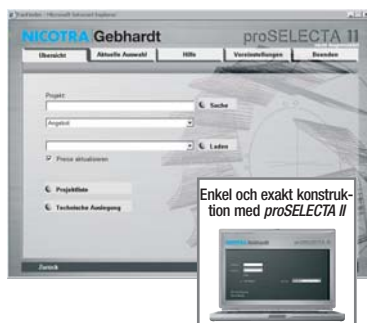 NICOTRA Gebhardt
proSELECTA II
Übersicht
Aktuelle Auswahl
Hilfe
Voreinstellungen
Beenden
Projekt:
Suche
Angebot
Laden
Preise aktualisieren
Projektliste
Technische Auslegung
Zurück
Enkel och exakt konstruk-
tion med proSELECTA II
NICOTRA Gebhardt